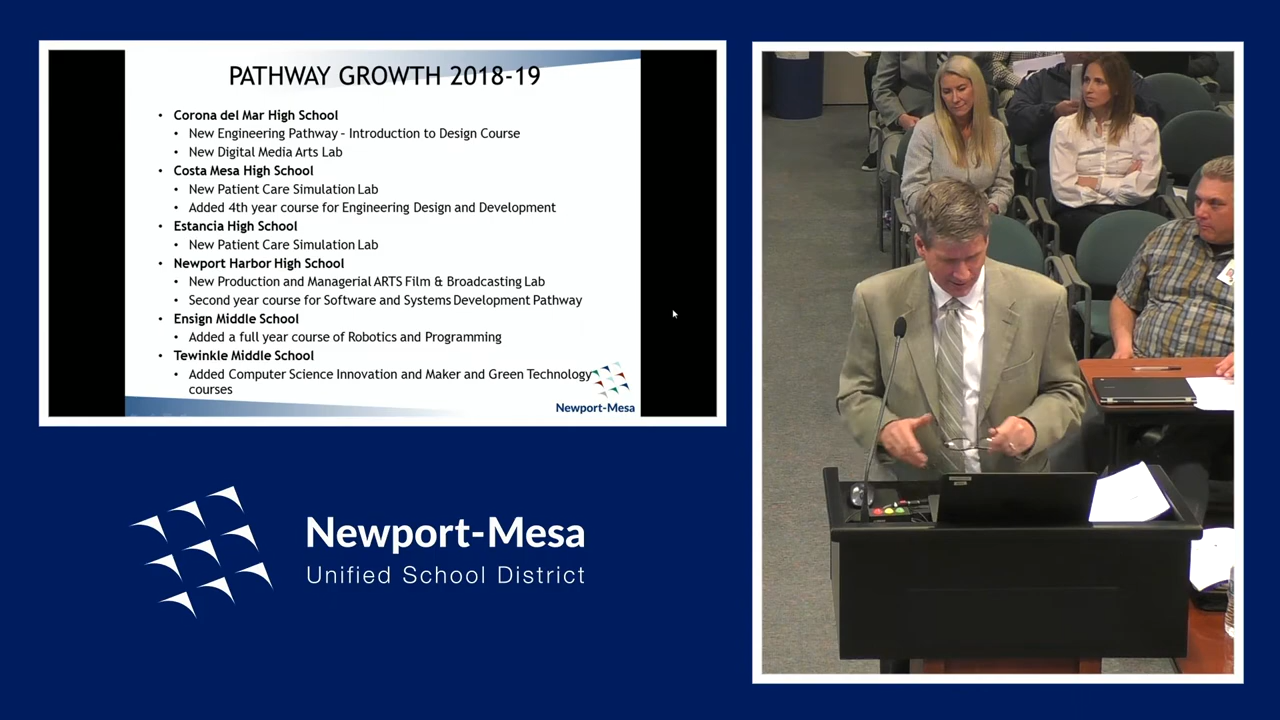 PATHWAY GROWTH 2018-19
• Corona del Mar High School
• New Engineering Pathway – Introduction to Design Course
• New Digital Media Arts Lab
• Costa Mesa High School
• New Patient Care Simulation Lab
• Added 4th year course for Engineering Design and Development
• Estancia High School
• New Patient Care Simulation Lab
• Newport Harbor High School
• New Production and Managerial ARTS Film & Broadcasting Lab
• Second year course for Software and Systems Development Pathway
• Ensign Middle School
• Added a full year course of Robotics and Programming
• Tewinkle Middle School
• Added Computer Science Innovation and Maker and Green Technology
courses
Newport-Mesa
Newport-Mesa
Unified School District